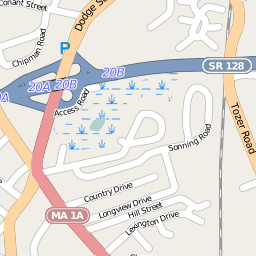 Conant Street
Dodge S
Chipman Road
P
20B
SR 128
20A
20B
Access Road
Tozer Road
Sonning Road
Country Drive
Longview Drive
MA 1A
Hill Street
Lexington Drive